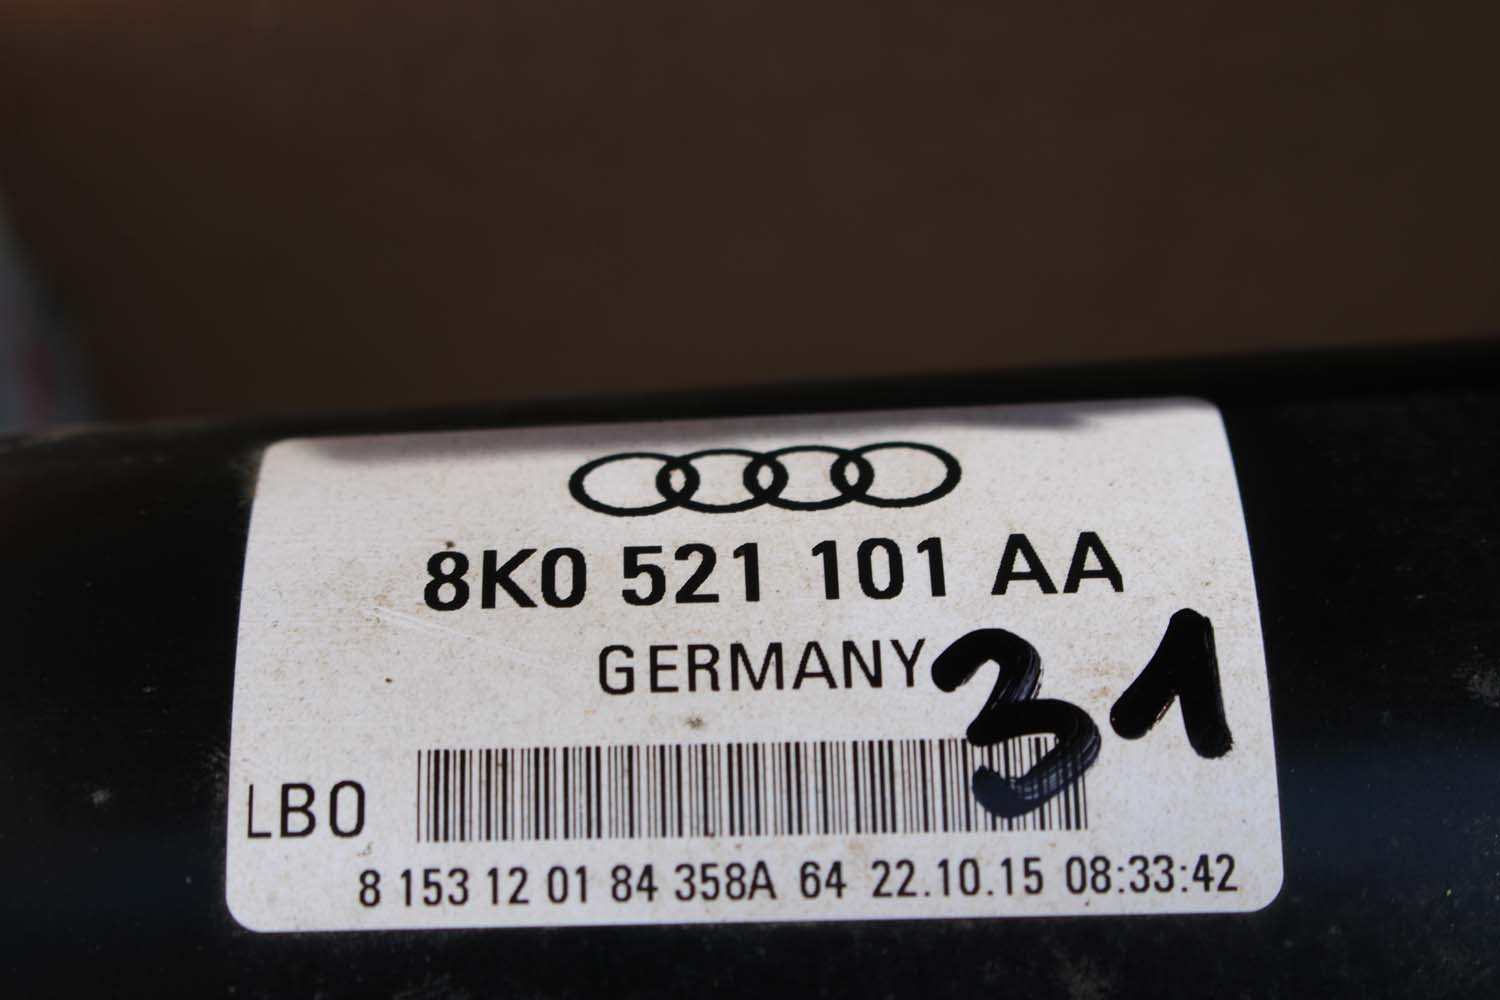 8K0 521 101 AA
GERMANY
31
LB0
8 153 12 01 84 358A 64 22.10.15 08:33:42